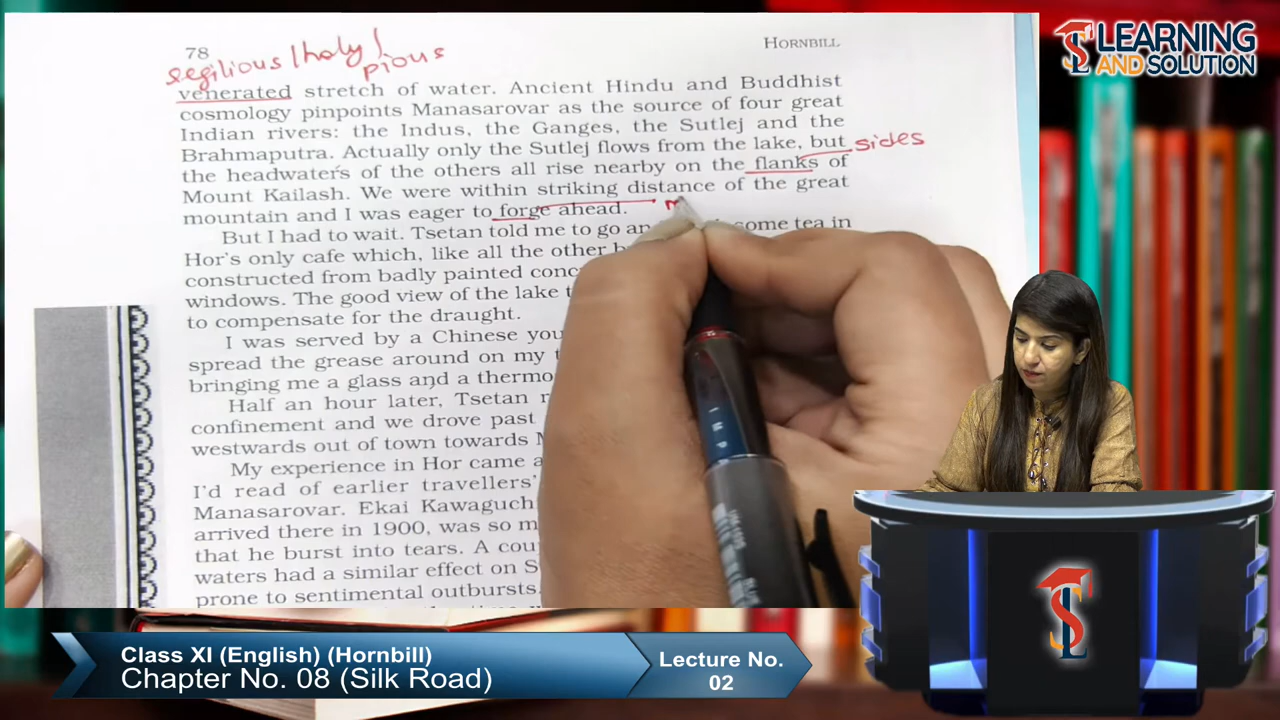 78
HORNBILL
segilious / holy /
pious
venerated stretch of water. Ancient Hindu and Buddhist
cosmology pinpoints Manasarovar as the source of four great
Indian rivers: the Indus, the Ganges, the Sutlej and the
Brahmaputra. Actually only the Sutlej flows from the lake, but
sides
the headwaters of the others all rise nearby on the flanks of
Mount Kailash. We were within striking distance of the great
mountain and I was eager to forge ahead.
But I had to wait. Tsetan told me to go an ome tea in
Hor's only cafe which, like all the other b
constructed from badly painted conc
windows. The good view of the lake t
to compensate for the draught.
I was served by a Chinese you
spread the grease around on my t
bringing me a glass and a thermo
Half an hour later, Tsetan r
confinement and we drove past
westwards out of town towards M
My experience in Hor came a
I'd read of earlier travellers'
Manasarovar. Ekai Kawaguch
arrived there in 1900, was so m
that he burst into tears. A cou
waters had a similar effect on S
prone to sentimental outbursts.
LEARNING
AND SOLUTION
Class XI (English) (Hornbill)
Chapter No. 08 (Silk Road)
Lecture No.
02